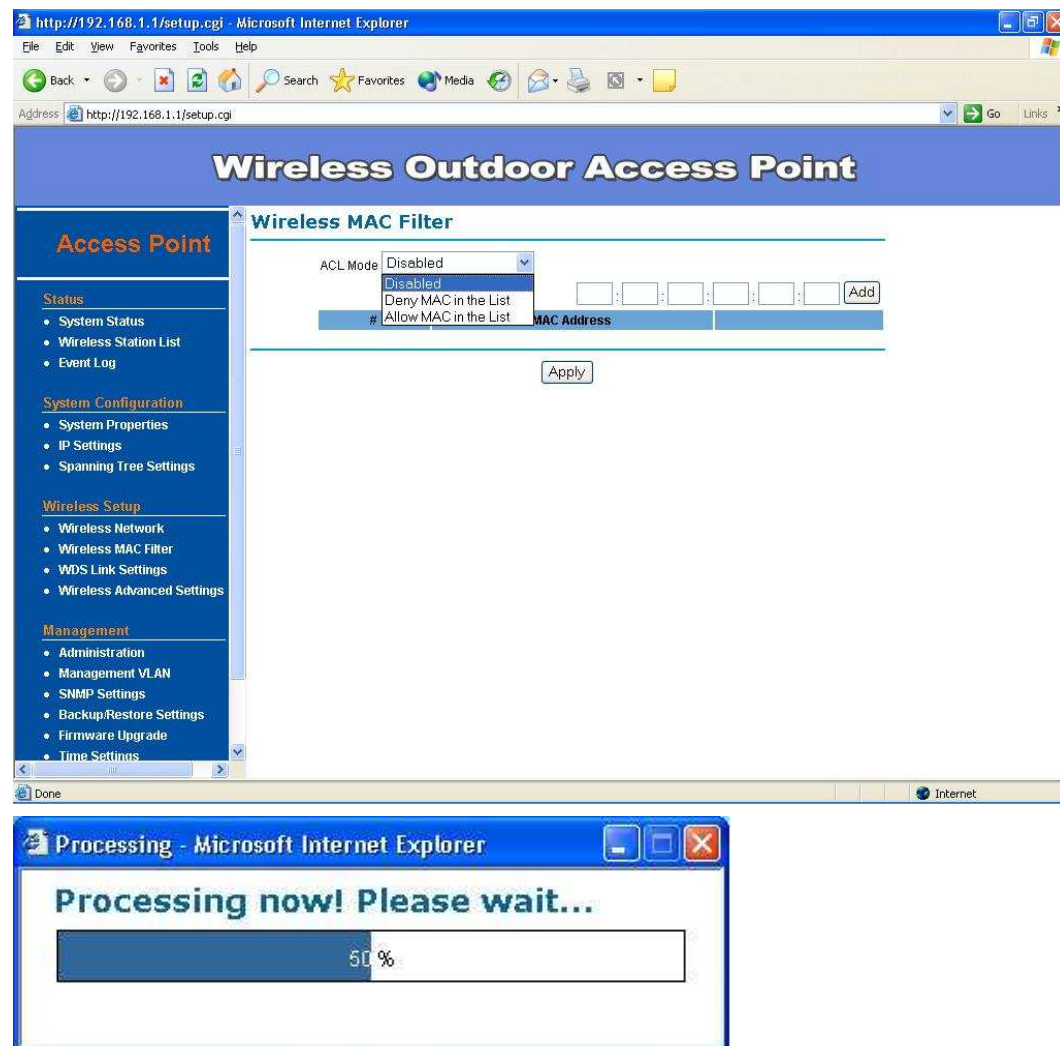 http://192.168.1.1/setup.cgi - Microsoft Internet Explorer
File Edit View Favorites Tools Help
Back Search Favorites Media
Address http://192.168.1.1/setup.cgi Go Links
Wireless Outdoor Access Point
Access Point
Status
System Status
Wireless Station List
Event Log
System Configuration
System Properties
IP Settings
Spanning Tree Settings
Wireless Setup
Wireless Network
Wireless MAC Filter
WDS Link Settings
Wireless Advanced Settings
Management
Administration
Management VLAN
SNMP Settings
Backup/Restore Settings
Firmware Upgrade
Time Settings
Wireless MAC Filter
ACL Mode Disabled
Disabled
Deny MAC in the List
Allow MAC in the List
: : : : : Add
# MAC Address
Apply
Done Internet
Processing - Microsoft Internet Explorer
Processing now! Please wait...
50 %